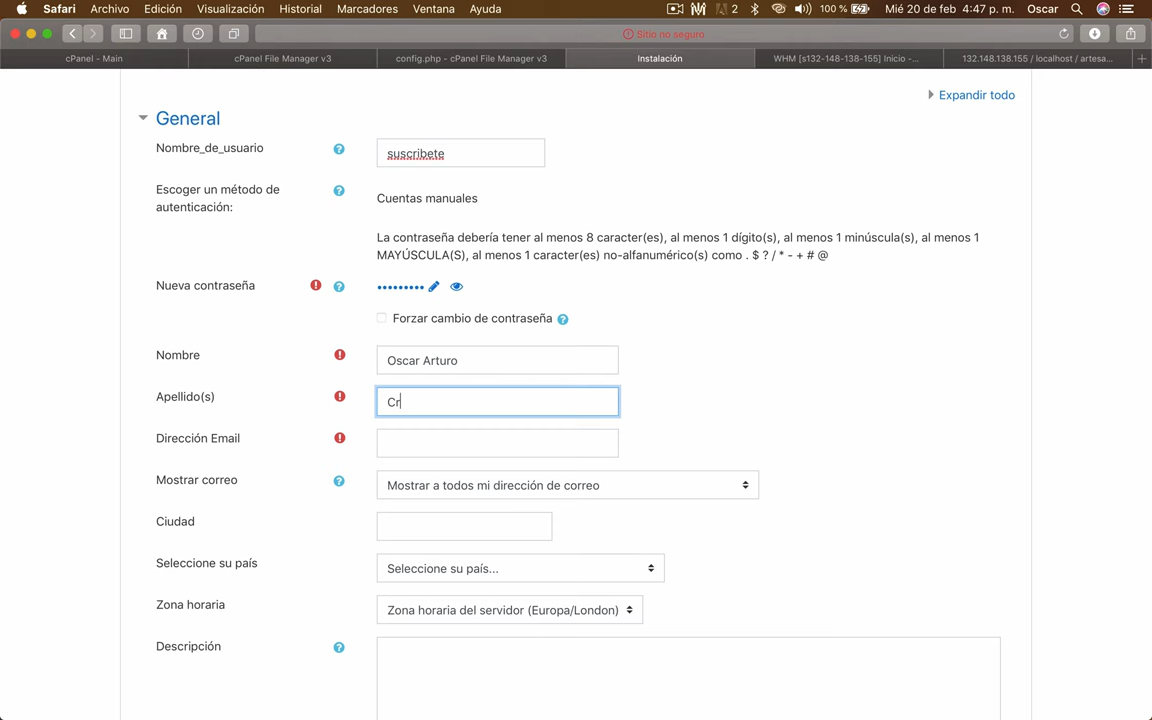 Safari Archivo Edición Visualización Historial Marcadores Ventana Ayuda 2 100 % Mié 20 de feb 4:47 p. m. Oscar
Sitio no seguro
cPanel - Main cPanel File Manager v3 config.php - cPanel File Manager v3 Instalación WHM [s132-148-138-155] Inicio -... 132.148.138.155 / localhost / artesa...
Expandir todo
General
Nombre_de_usuario suscribete
Escoger un método de
autenticación:
Cuentas manuales
La contraseña debería tener al menos 8 caracter(es), al menos 1 dígito(s), al menos 1 minúscula(s), al menos 1
MAYÚSCULA(S), al menos 1 caracter(es) no-alfanumérico(s) como . $ ? / * - + # @
Nueva contraseña •••••••••
Forzar cambio de contraseña
Nombre Oscar Arturo
Apellido(s) Cr
Dirección Email
Mostrar correo Mostrar a todos mi dirección de correo
Ciudad
Seleccione su país Seleccione su país...
Zona horaria Zona horaria del servidor (Europa/London)
Descripción